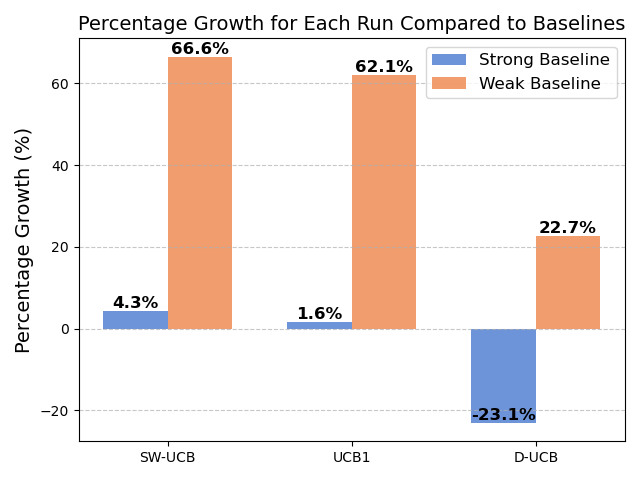 Percentage Growth for Each Run Compared to Baselines
Strong Baseline
Weak Baseline
Percentage Growth (%)
60
40
20
0
−20
66.6%
62.1%
22.7%
4.3%
1.6%
-23.1%
SW-UCB
UCB1
D-UCB